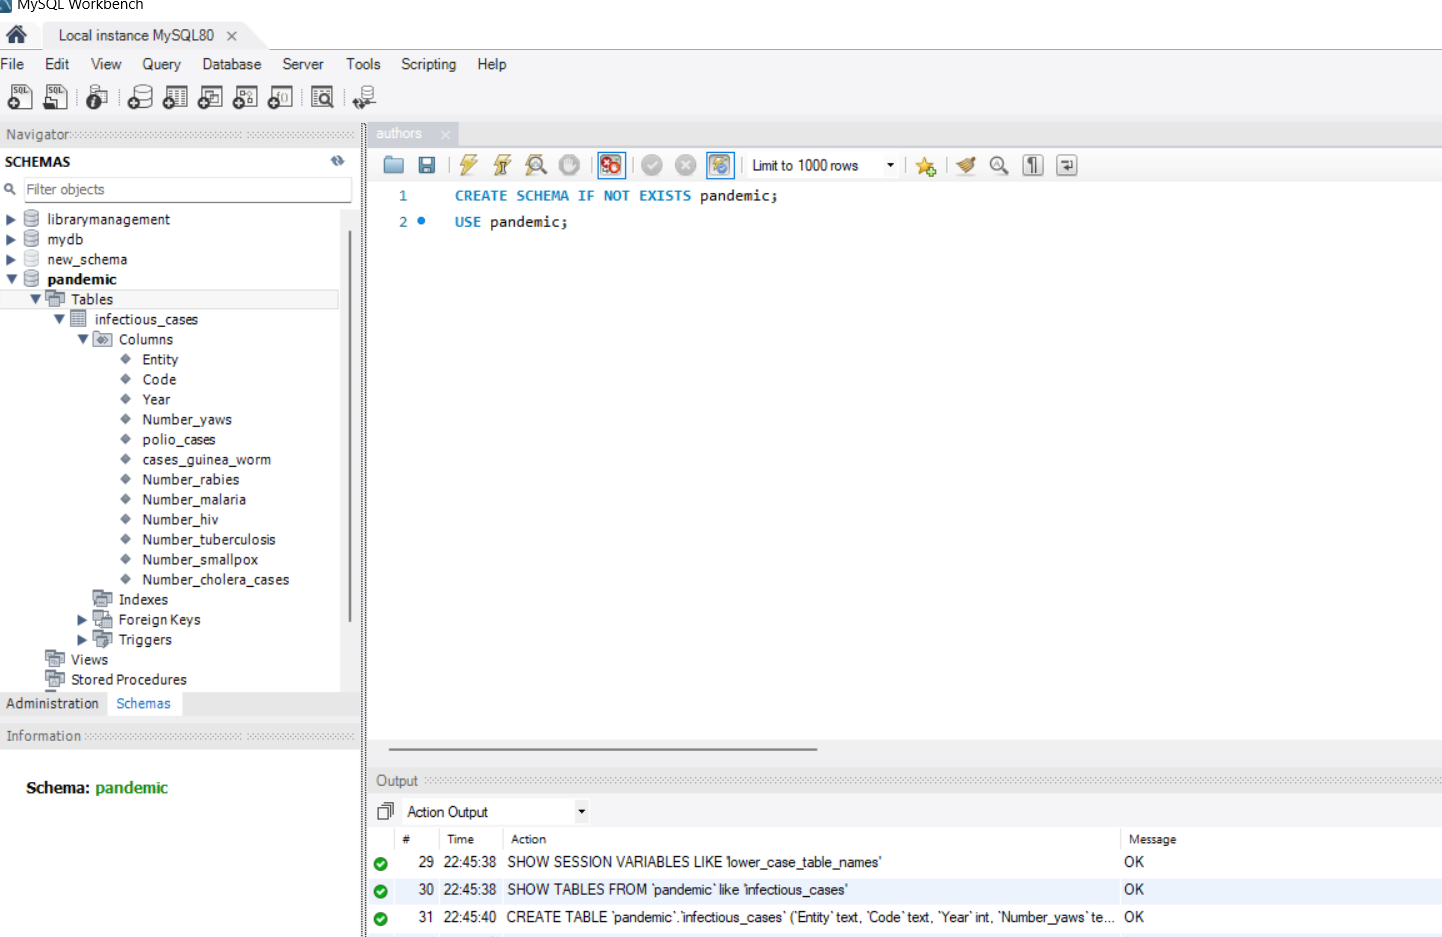 MySQL Workbench
Local instance MySQL80
File Edit View Query Database Server Tools Scripting Help
Navigator
SCHEMAS
Filter objects
librarymanagement
mydb
new_schema
pandemic
Tables
infectious_cases
Columns
Entity
Code
Year
Number_yaws
polio_cases
cases_guinea_worm
Number_rabies
Number_malaria
Number_hiv
Number_tuberculosis
Number_smallpox
Number_cholera_cases
Indexes
Foreign Keys
Triggers
Views
Stored Procedures
Administration Schemas
Information
Schema: pandemic
authors
Limit to 1000 rows
1 CREATE SCHEMA IF NOT EXISTS pandemic;
2 USE pandemic;
Output
Action Output
# Time Action Message
29 22:45:38 SHOW SESSION VARIABLES LIKE 'lower_case_table_names' OK
30 22:45:38 SHOW TABLES FROM `pandemic` like 'infectious_cases' OK
31 22:45:40 CREATE TABLE `pandemic`.`infectious_cases` (`Entity` text, `Code` text, `Year` int, `Number_yaws` te... OK